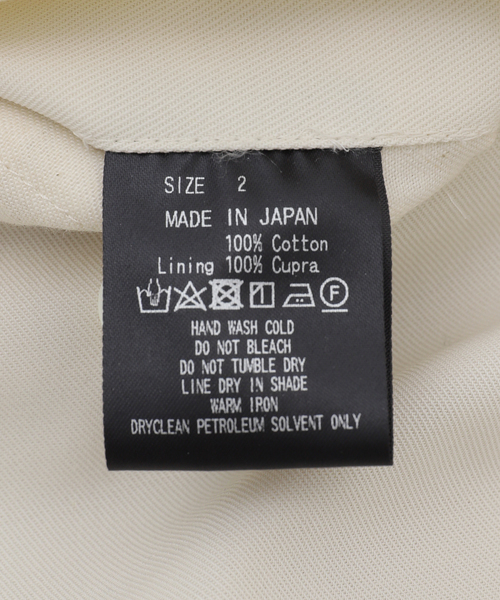 SIZE 2
MADE IN JAPAN
100% Cotton
Lining 100% Cupra
F
HAND WASH COLD
DO NOT BLEACH
DO NOT TUMBLE DRY
LINE DRY IN SHADE
WARM IRON
DRYCLEAN PETROLEUM SOLVENT ONLY